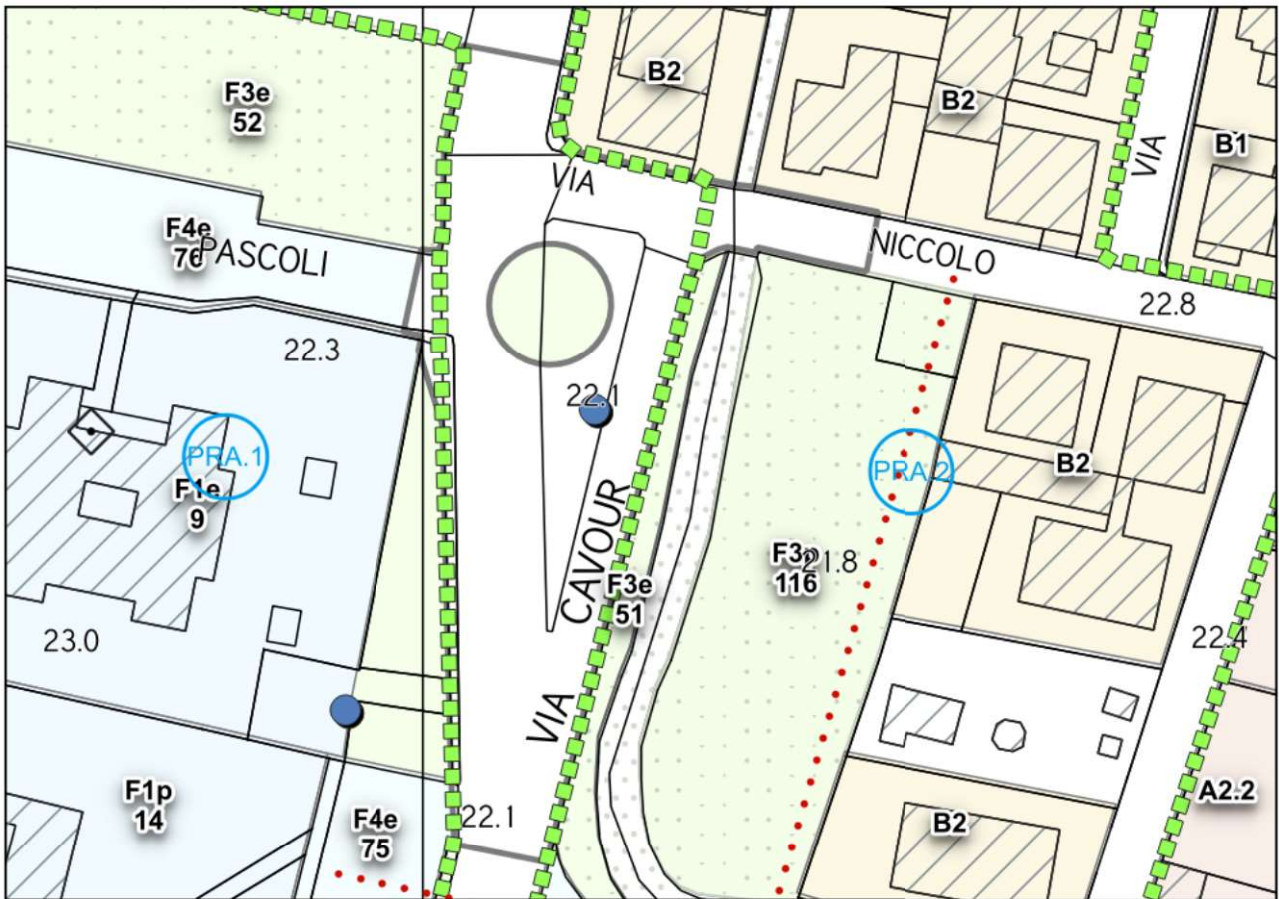 B2
F3e
52
B2
B1
VIA
VIA
F4e
76
PASCOLI
NICCOLO
22.8
22.3
22.1
PRA.1
F1e
9
PRA.2
B2
CAVOUR
F3e
51
116
21.8
23.0
22.4
VIA
F1p
14
F4e
75
22.1
B2
A2.2